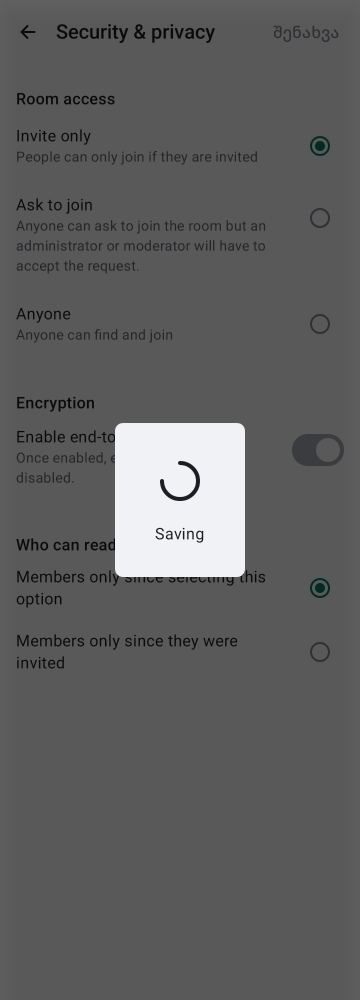 Security & privacy
შენახვა
Room access
Invite only
People can only join if they are invited
Ask to join
Anyone can ask to join the room but an
administrator or moderator will have to
accept the request.
Anyone
Anyone can find and join
Encryption
Enable end-to
Once enabled, e
disabled.
Saving
Who can read
Members only since selecting this
option
Members only since they were
invited